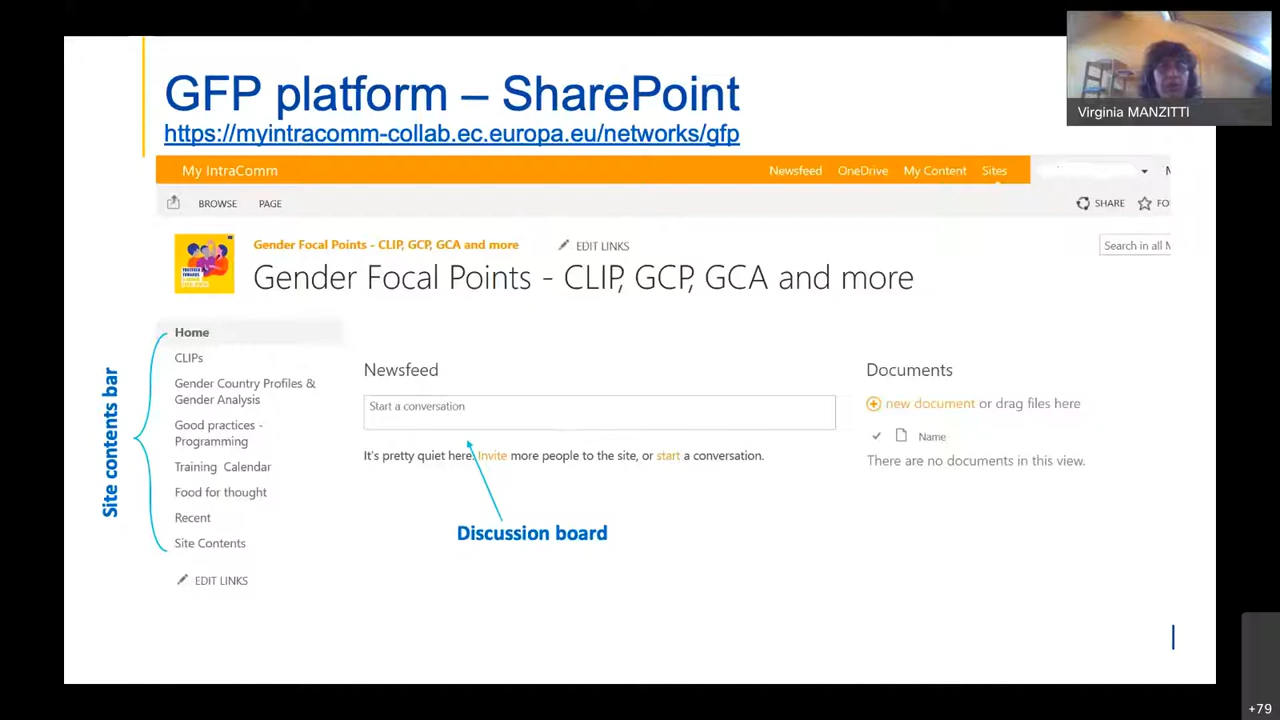 GFP platform – SharePoint
https://myintracomm-collab.ec.europa.eu/networks/gfp
Virginia MANZITTI
My IntraComm
Newsfeed OneDrive My Content Sites
BROWSE PAGE
SHARE FO
Gender Focal Points - CLIP, GCP, GCA and more EDIT LINKS
Search in all M
Gender Focal Points - CLIP, GCP, GCA and more
Site contents bar
Home
CLIPs
Gender Country Profiles &
Gender Analysis
Good practices -
Programming
Training Calendar
Food for thought
Recent
Site Contents
EDIT LINKS
Newsfeed
Start a conversation
It's pretty quiet here. Invite more people to the site, or start a conversation.
Discussion board
Documents
new document or drag files here
Name
There are no documents in this view.
+79